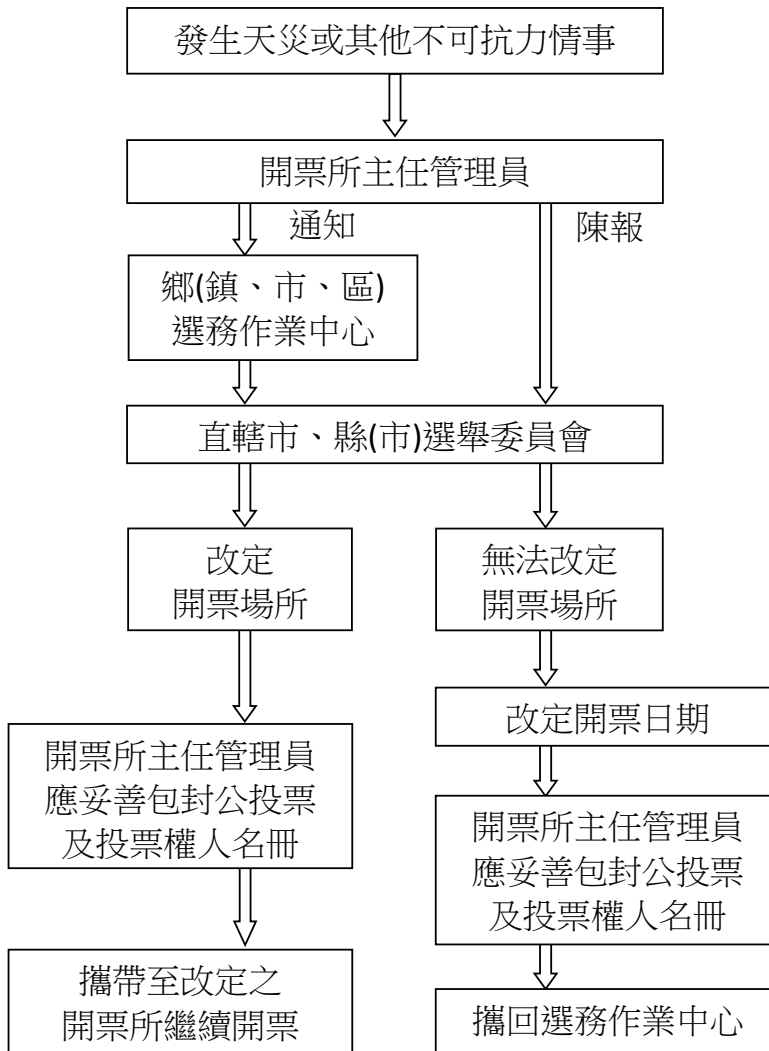 發生天災或其他不可抗力情事
開票所主任管理員
通知
陳報
鄉(鎮、市、區)
選務作業中心
直轄市、縣(市)選舉委員會
改定
開票場所
無法改定
開票場所
改定開票日期
開票所主任管理員
應妥善包封公投票
及投票權人名冊
開票所主任管理員
應妥善包封公投票
及投票權人名冊
攜帶至改定之
開票所繼續開票
攜回選務作業中心